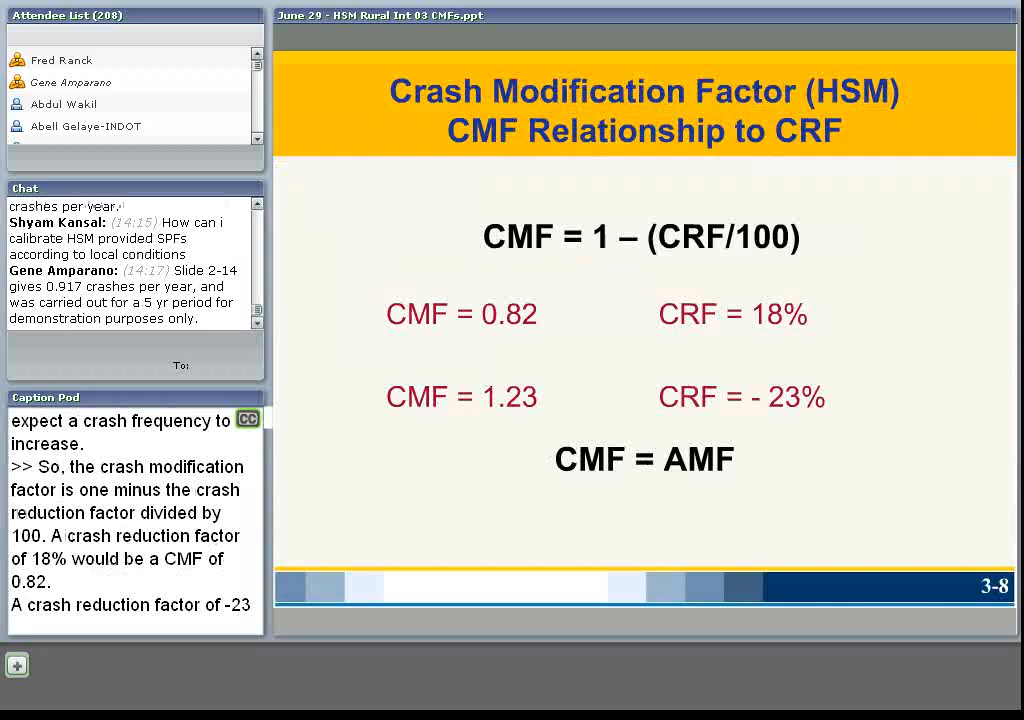 Attendee List (208)
Fred Ranck
Gene Amparano
Abdul Wakil
Abell Gelaye-INDOT
Chat
crashes per year.
Shyam Kansal: (14:15) How can i
calibrate HSM provided SPFs
according to local conditions
Gene Amparano: (14:17) Slide 2-14
gives 0.917 crashes per year, and
was carried out for a 5 yr period for
demonstration purposes only.
To:
Caption Pod
expect a crash frequency to
CC
increase.
>> So, the crash modification
factor is one minus the crash
reduction factor divided by
100. A crash reduction factor
of 18% would be a CMF of
0.82.
A crash reduction factor of -23
June 29 - HSM Rural Int 03 CMFs.ppt
Crash Modification Factor (HSM)
CMF Relationship to CRF
CMF = 1 – (CRF/100)
CMF = 0.82 CRF = 18%
CMF = 1.23 CRF = - 23%
CMF = AMF
3-8